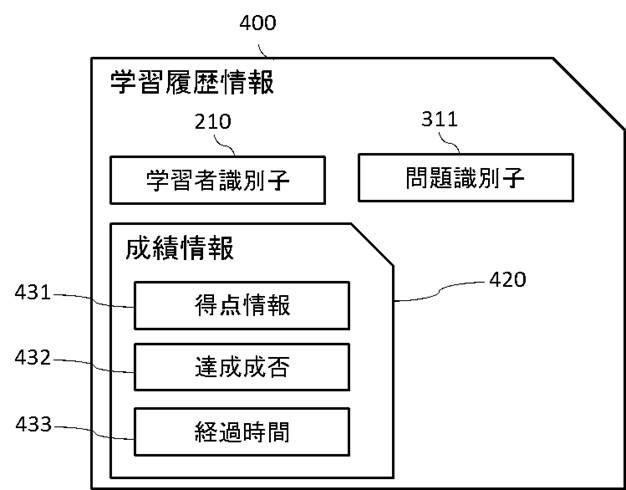 400
学習履歴情報
210
311
学習者識別子
問題識別子
成績情報
420
431
得点情報
432
達成成否
433
経過時間